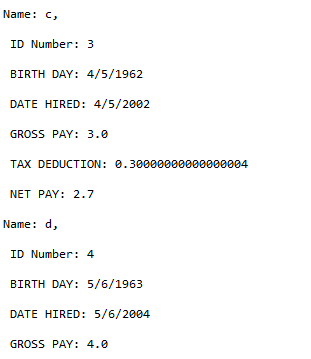 Name: c,
ID Number: 3
BIRTH DAY: 4/5/1962
DATE HIRED: 4/5/2002
GROSS PAY: 3.0
TAX DEDUCTION: 0.30000000000000004
NET PAY: 2.7
Name: d,
ID Number: 4
BIRTH DAY: 5/6/1963
DATE HIRED: 5/6/2004
GROSS PAY: 4.0